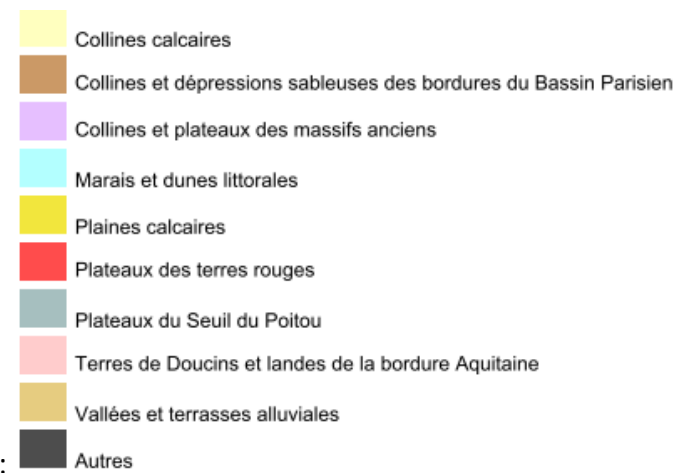 Collines calcaires
Collines et dépressions sableuses des bordures du Bassin Parisien
Collines et plateaux des massifs anciens
Marais et dunes littorales
Plaines calcaires
Plateaux des terres rouges
Plateaux du Seuil du Poitou
Terres de Doucins et landes de la bordure Aquitaine
Vallées et terrasses alluviales
: Autres